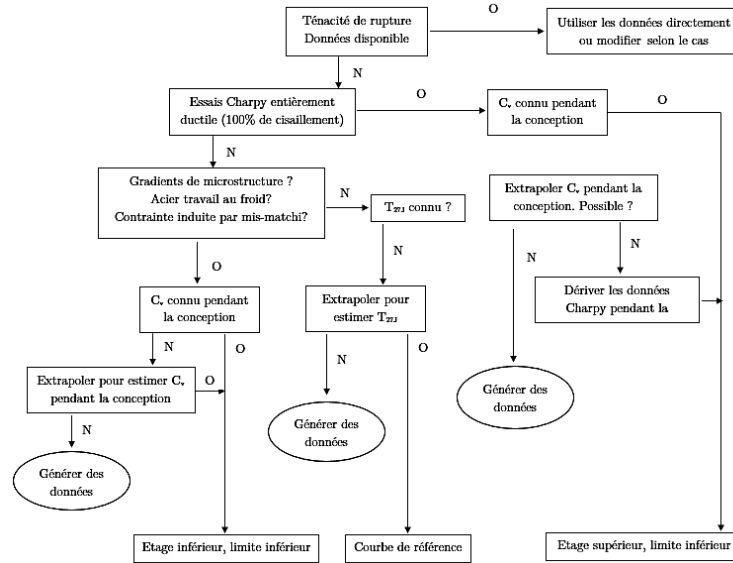 Ténacité de rupture
Données disponible
O
Utiliser les données directement
ou modifier selon le cas
N
Essais Charpy entièrement
ductile (100% de cisaillement)
O
Cᵥ connu pendant
la conception
O
N
Gradients de microstructure ?
Acier travail au froid?
Contrainte induite par mis-matchi?
N
T₂₇J connu ?
Extrapoler Cᵥ pendant la
conception. Possible ?
O
N
N
N
Cᵥ connu pendant
la conception
Extrapoler pour
estimer T₂₇J
Dériver les données
Charpy pendant la
N
O
N
O
Extrapoler pour estimer Cᵥ
pendant la conception
O
Générer des
données
Générer des
données
N
Générer des
données
Etage inférieur, limite inférieur
Courbe de référence
Etage supérieur, limite inférieur